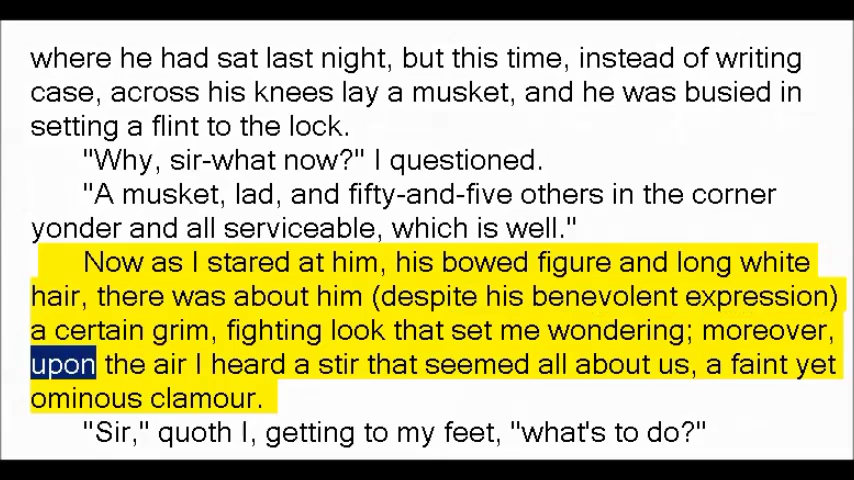 where he had sat last night, but this time, instead of writing
case, across his knees lay a musket, and he was busied in
setting a flint to the lock.
"Why, sir-what now?" I questioned.
"A musket, lad, and fifty-and-five others in the corner
yonder and all serviceable, which is well."
Now as I stared at him, his bowed figure and long white
hair, there was about him (despite his benevolent expression)
a certain grim, fighting look that set me wondering; moreover,
upon the air I heard a stir that seemed all about us, a faint yet
ominous clamour.
"Sir," quoth I, getting to my feet, "what's to do?"